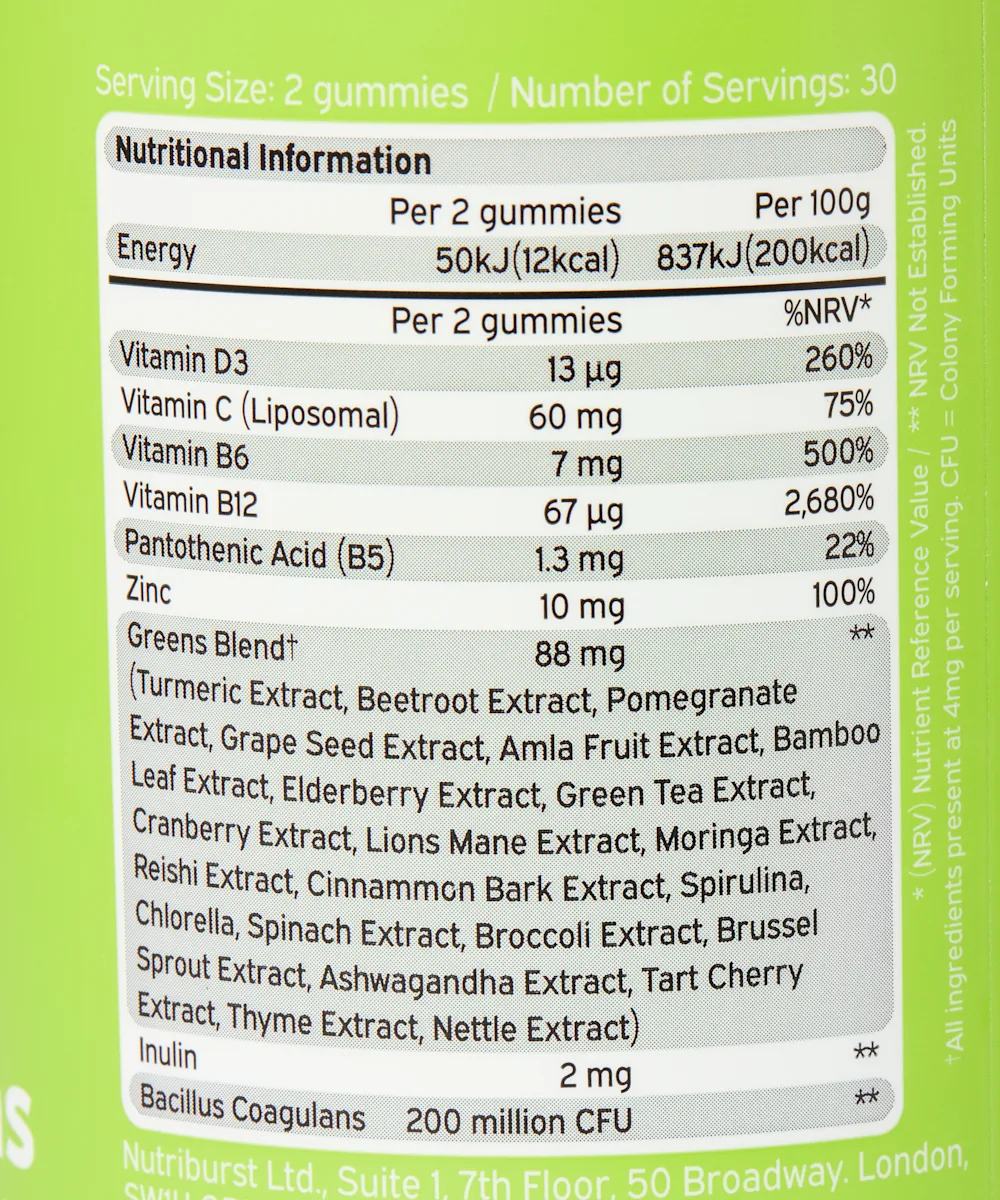 Serving Size: 2 gummies / Number of Servings: 30
Nutritional Information
Per 2 gummies Per 100g
Energy 50kJ(12kcal) 837kJ(200kcal)
Per 2 gummies %NRV*
Vitamin D3 13 µg 260%
Vitamin C (Liposomal) 60 mg 75%
Vitamin B6 7 mg 500%
Vitamin B12 67 µg 2,680%
Pantothenic Acid (B5) 1.3 mg 22%
Zinc 10 mg 100%
Greens Blend† 88 mg **
(Turmeric Extract, Beetroot Extract, Pomegranate
Extract, Grape Seed Extract, Amla Fruit Extract, Bamboo
Leaf Extract, Elderberry Extract, Green Tea Extract,
Cranberry Extract, Lions Mane Extract, Moringa Extract,
Reishi Extract, Cinnammon Bark Extract, Spirulina,
Chlorella, Spinach Extract, Broccoli Extract, Brussel
Sprout Extract, Ashwagandha Extract, Tart Cherry
Extract, Thyme Extract, Nettle Extract)
Inulin 2 mg **
Bacillus Coagulans 200 million CFU **
* (NRV) Nutrient Reference Value / ** NRV Not Established.
†All ingredients present at 4mg per serving. CFU = Colony Forming Units
Nutriburst Ltd., Suite 1, 7th Floor, 50 Broadway. London,